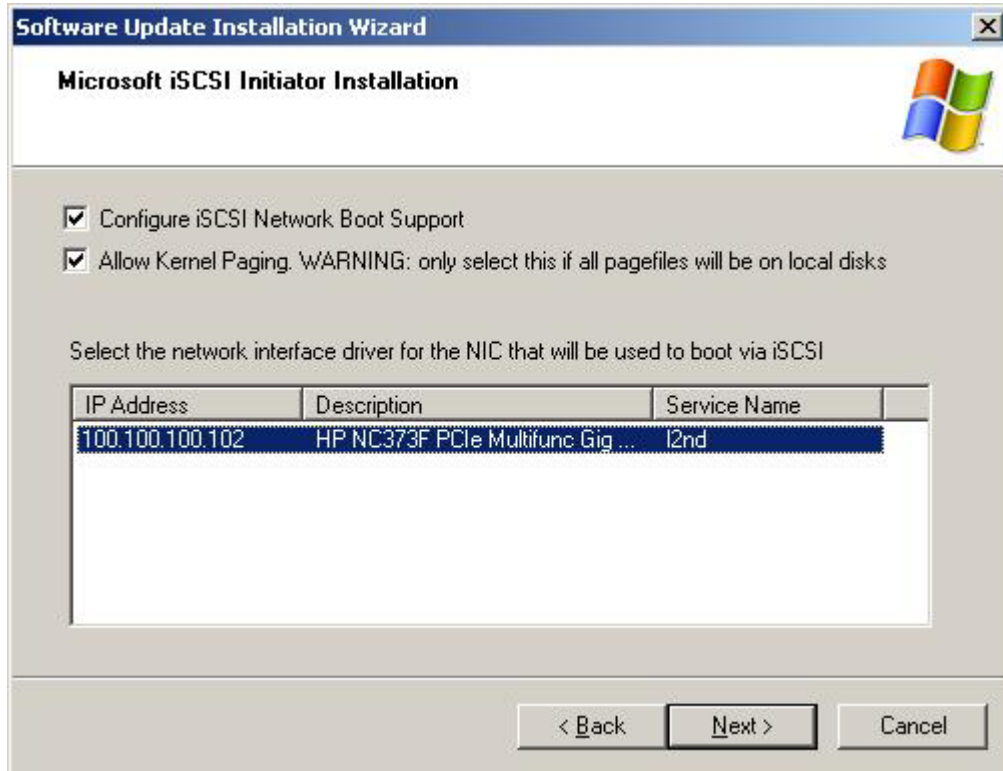 Software Update Installation Wizard
Microsoft iSCSI Initiator Installation
Configure iSCSI Network Boot Support
Allow Kernel Paging. WARNING: only select this if all pagefiles will be on local disks
Select the network interface driver for the NIC that will be used to boot via iSCSI
IP Address Description Service Name
100.100.100.102 HP NC373F PCIe Multifunc Gig ... l2nd
< Back Next > Cancel